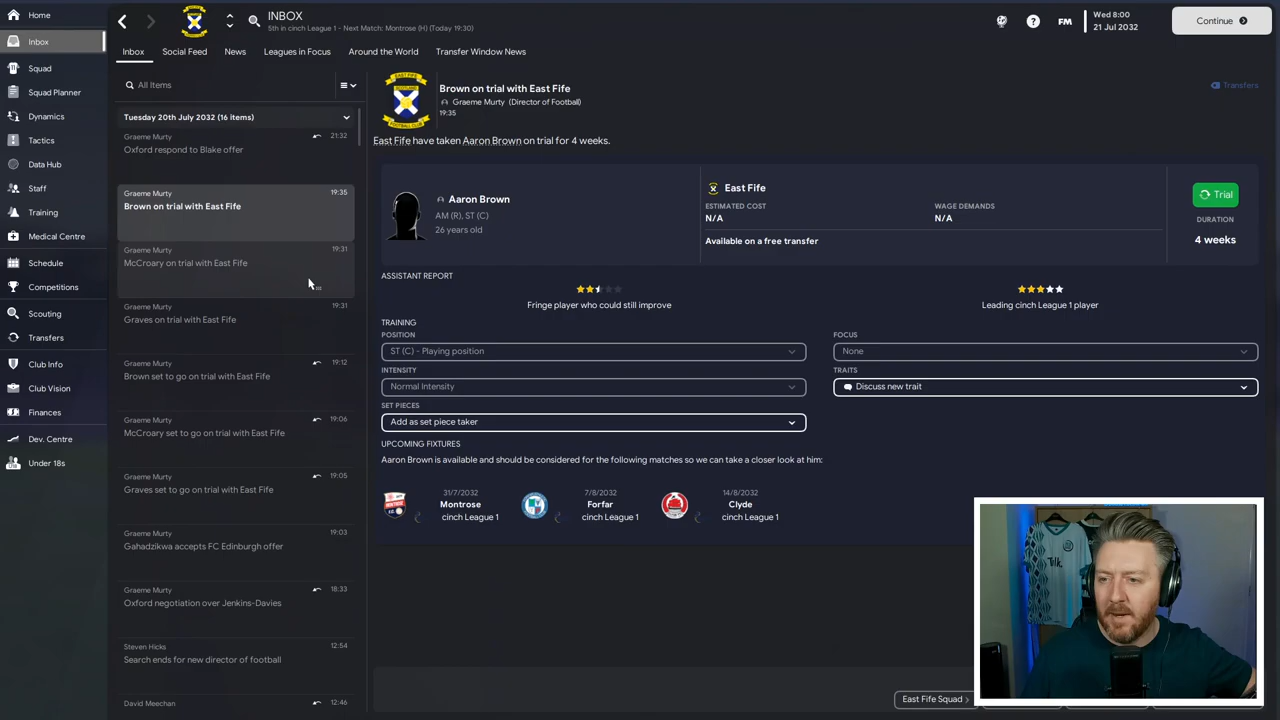 Home
Inbox
Squad
Squad Planner
Dynamics
Tactics
Data Hub
Staff
Training
Medical Centre
Schedule
Competitions
Scouting
Transfers
Club Info
Club Vision
Finances
Dev. Centre
Under 18s
INBOX
5th in cinch League 1 - Next Match: Montrose (H) (Today 19:30)
FM
Wed 8:00
21 Jul 2032
Continue
Inbox Social Feed News Leagues in Focus Around the World Transfer Window News
All Items
Tuesday 20th July 2032 (16 items)
Graeme Murty 21:32
Oxford respond to Blake offer
Graeme Murty 19:35
Brown on trial with East Fife
Graeme Murty 19:31
McCroary on trial with East Fife
Graeme Murty 19:31
Graves on trial with East Fife
Graeme Murty 19:12
Brown set to go on trial with East Fife
Graeme Murty 19:06
McCroary set to go on trial with East Fife
Graeme Murty 19:05
Graves set to go on trial with East Fife
Graeme Murty 19:03
Gahadzikwa accepts FC Edinburgh offer
Graeme Murty 18:33
Oxford negotiation over Jenkins-Davies
Steven Hicks 12:54
Search ends for new director of football
David Meechan 12:46
Brown on trial with East Fife
Graeme Murty (Director of Football)
19:35
Transfers
East Fife have taken Aaron Brown on trial for 4 weeks.
Aaron Brown
AM (R), ST (C)
26 years old
East Fife
ESTIMATED COST WAGE DEMANDS
N/A N/A
Available on a free transfer
Trial
DURATION
4 weeks
ASSISTANT REPORT
Fringe player who could still improve
Leading cinch League 1 player
TRAINING
POSITION FOCUS
ST (C) - Playing position None
INTENSITY TRAITS
Normal Intensity Discuss new trait
SET PIECES
Add as set piece taker
UPCOMING FIXTURES
Aaron Brown is available and should be considered for the following matches so we can take a closer look at him:
31/7/2032
Montrose
cinch League 1
7/8/2032
Forfar
cinch League 1
14/8/2032
Clyde
cinch League 1
East Fife Squad